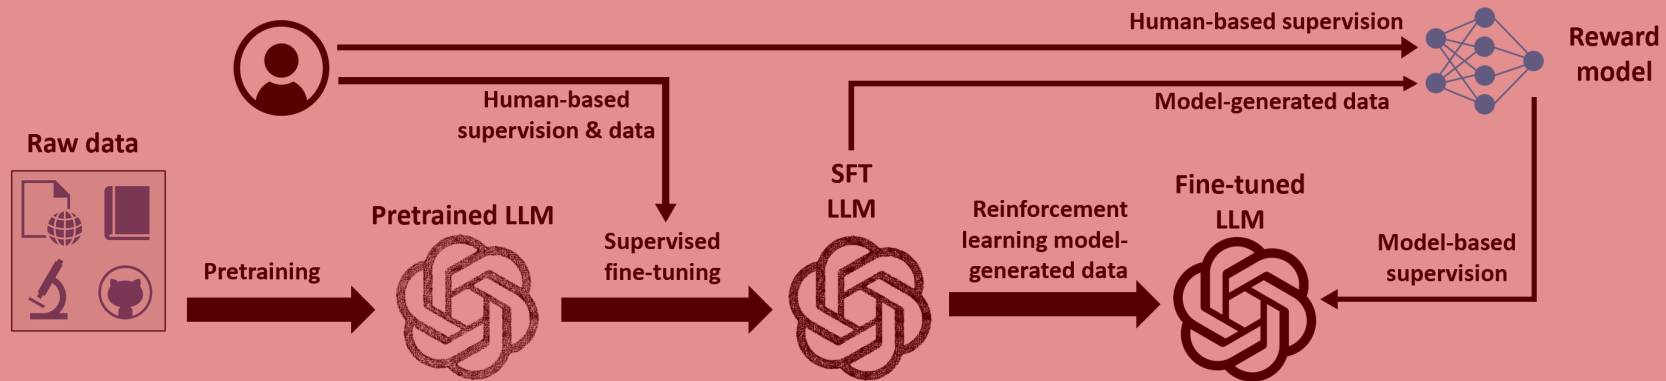 Human-based supervision
Reward
model
Human-based
supervision & data
Model-generated data
Raw data
SFT
LLM
Pretrained LLM
Fine-tuned
LLM
Reinforcement
learning model-
generated data
Supervised
fine-tuning
Model-based
supervision
Pretraining